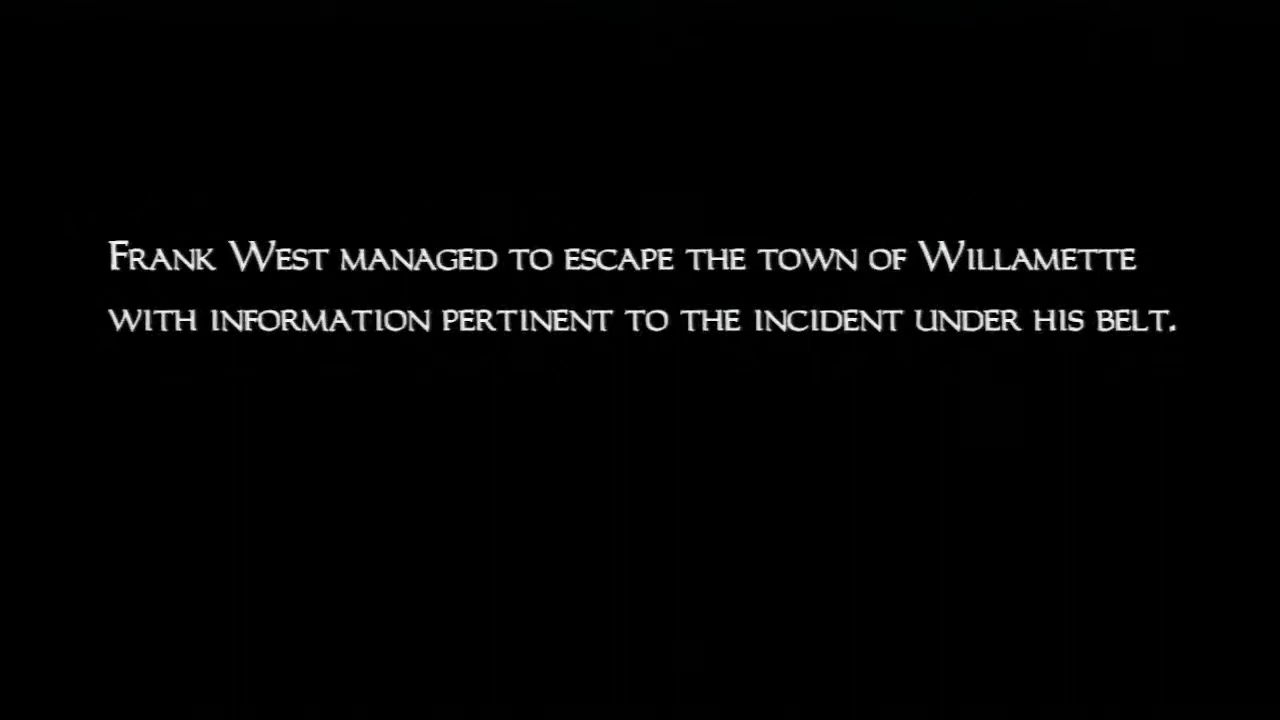 Frank West managed to escape the town of Willamette
with information pertinent to the incident under his belt.